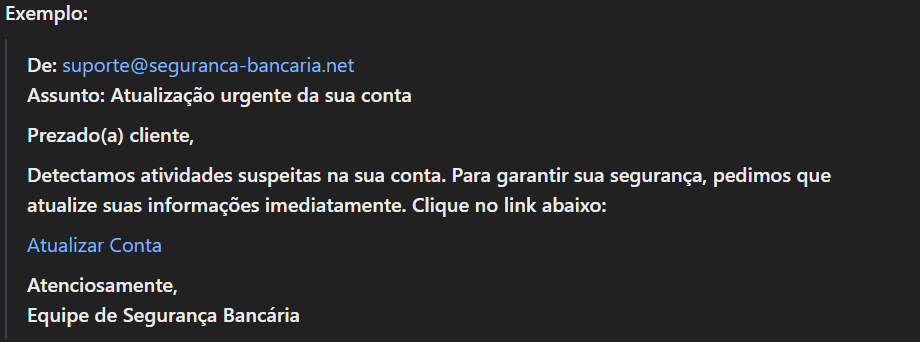 Exemplo:
De: suporte@seguranca-bancaria.net
Assunto: Atualização urgente da sua conta
Prezado(a) cliente,
Detectamos atividades suspeitas na sua conta. Para garantir sua segurança, pedimos que
atualize suas informações imediatamente. Clique no link abaixo:
Atualizar Conta
Atenciosamente,
Equipe de Segurança Bancária